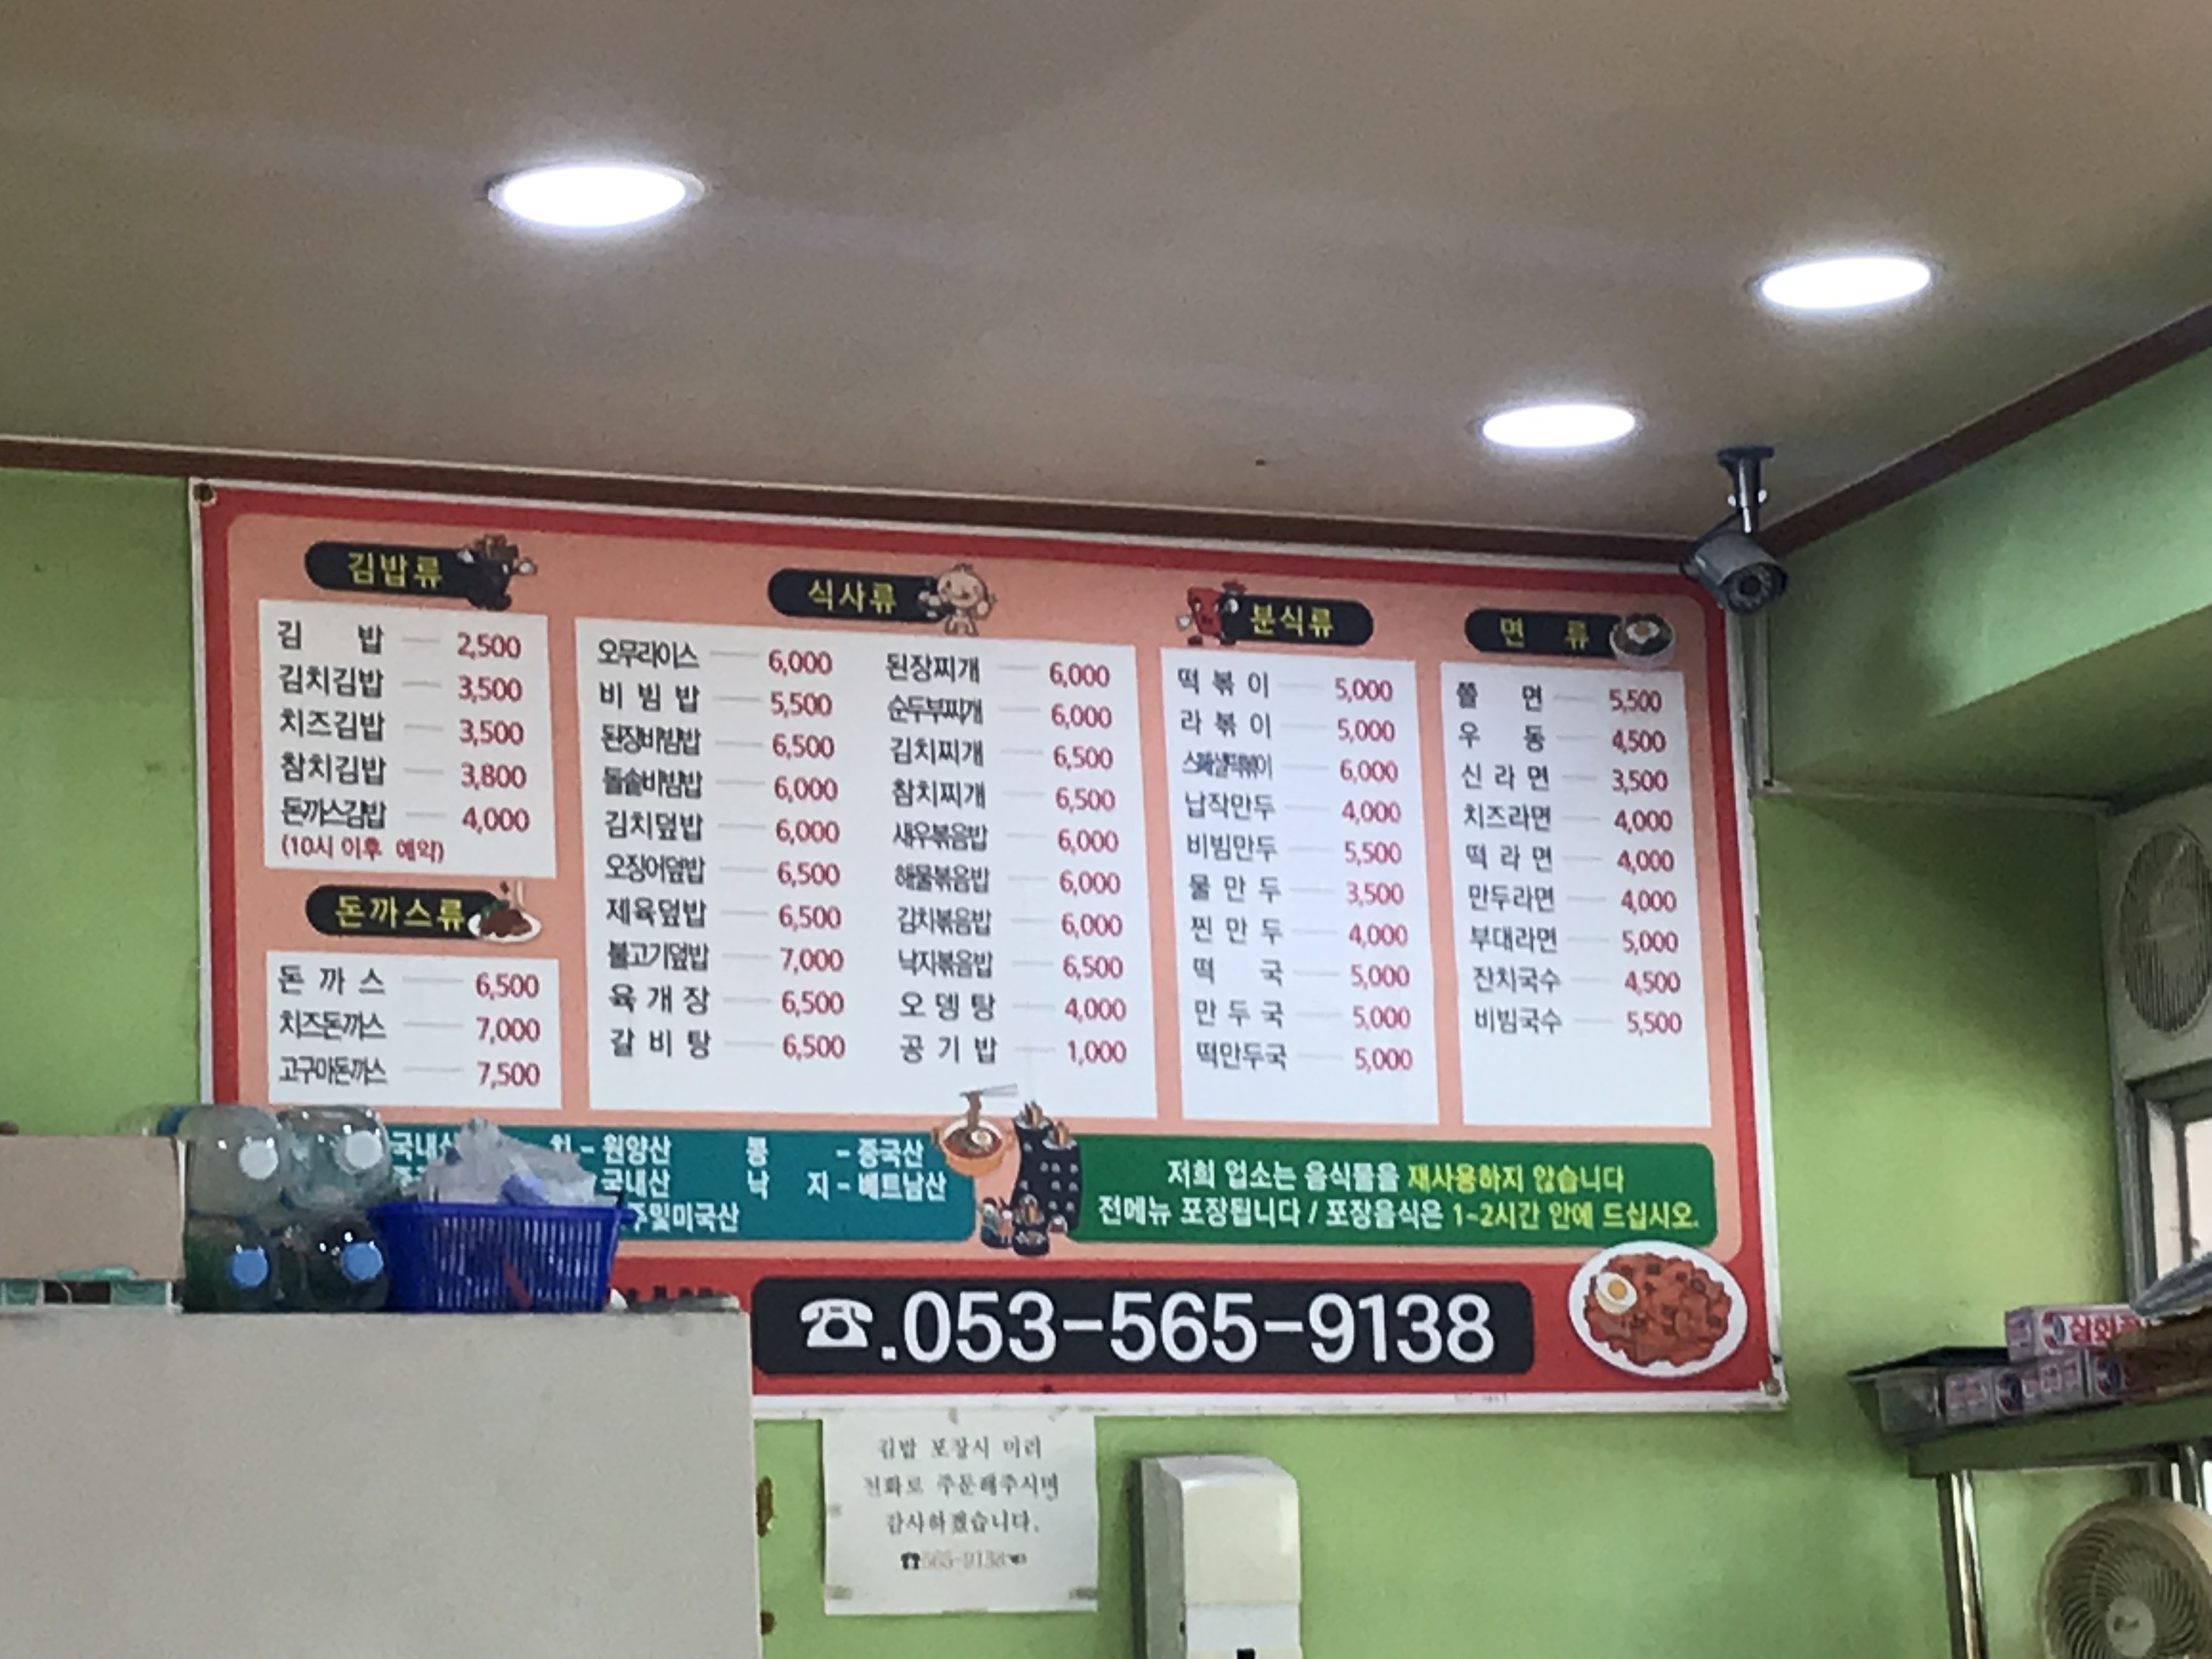 김밥류
김 밥 2,500
김치김밥 3,500
치즈김밥 3,500
참치김밥 3,800
돈까스김밥 4,000
(10시 이후 예약)
돈까스류
돈까스 6,500
치즈돈까스 7,000
고구마돈까스 7,500
식사류
오무라이스 6,000
비빔밥 5,500
된장비빔밥 6,500
돌솥비빔밥 6,000
김치덮밥 6,000
오징어덮밥 6,500
제육덮밥 6,500
불고기덮밥 7,000
육개장 6,500
갈비탕 6,500
된장찌개 6,000
순두부찌개 6,000
김치찌개 6,500
참치찌개 6,500
새우볶음밥 6,000
해물볶음밥 6,000
김치볶음밥 6,000
낙지볶음밥 6,500
오뎅탕 4,000
공기밥 1,000
분식류
떡볶이 5,000
라볶이 5,000
스페셜떡볶이 6,000
납작만두 4,000
비빔만두 5,500
물만두 3,500
찐만두 4,000
떡 국 5,000
만두국 5,000
떡만두국 5,000
면 류
쫄 면 5,500
우 동 4,500
신라면 3,500
치즈라면 4,000
떡라면 4,000
만두라면 4,000
부대라면 5,000
잔치국수 4,500
비빔국수 5,500
국내산 치 - 원양산 콩 - 중국산
국내산 낙 지 - 베트남산
주및미국산
저희 업소는 음식물을 재사용하지 않습니다
전메뉴 포장됩니다 / 포장음식은 1~2시간 안에 드십시오.
☎.053-565-9138
김밥 포장시 미리
전화로 주문해주시면
감사하겠습니다.
☎565-9138